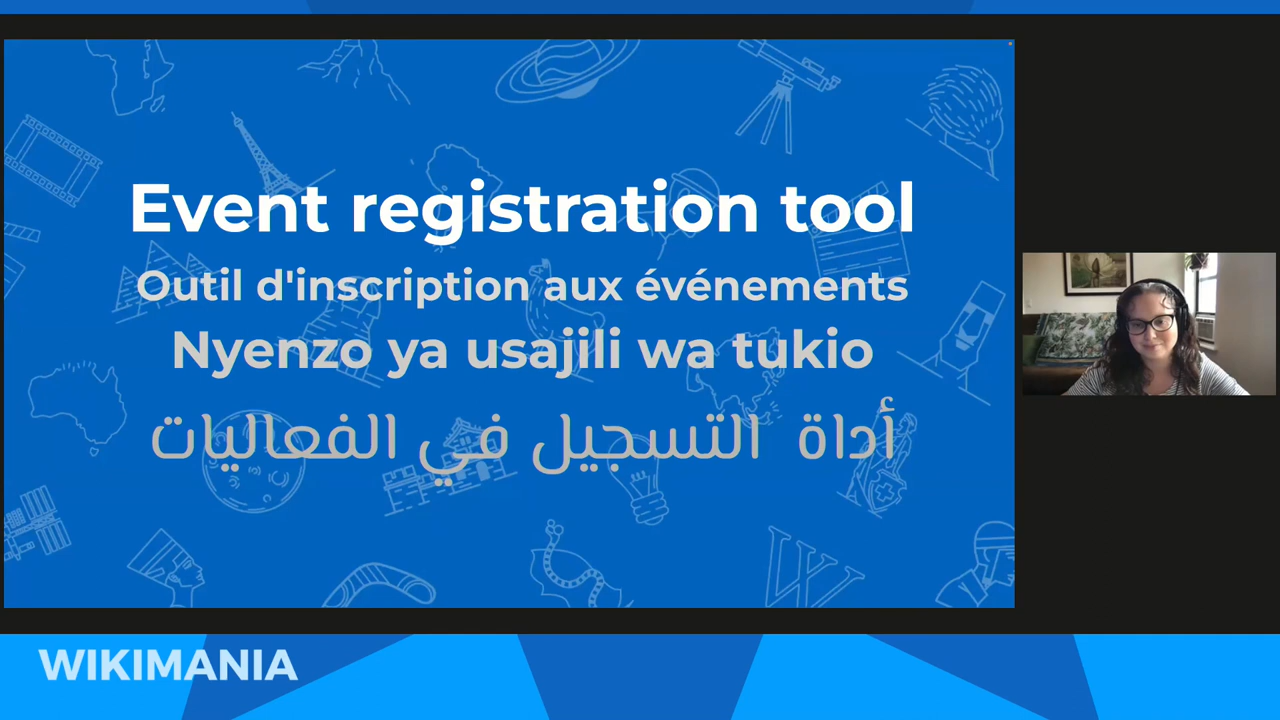 Event registration tool
Outil d'inscription aux événements
Nyenzo ya usajili wa tukio
أداة التسجيل في الفعاليات
WIKIMANIA